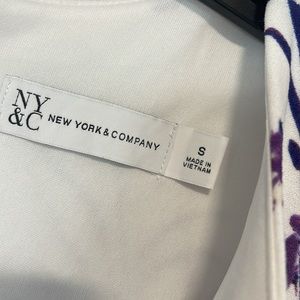 NY
&C
NEW YORK & COMPANY
S
MADE IN
VIETNAM